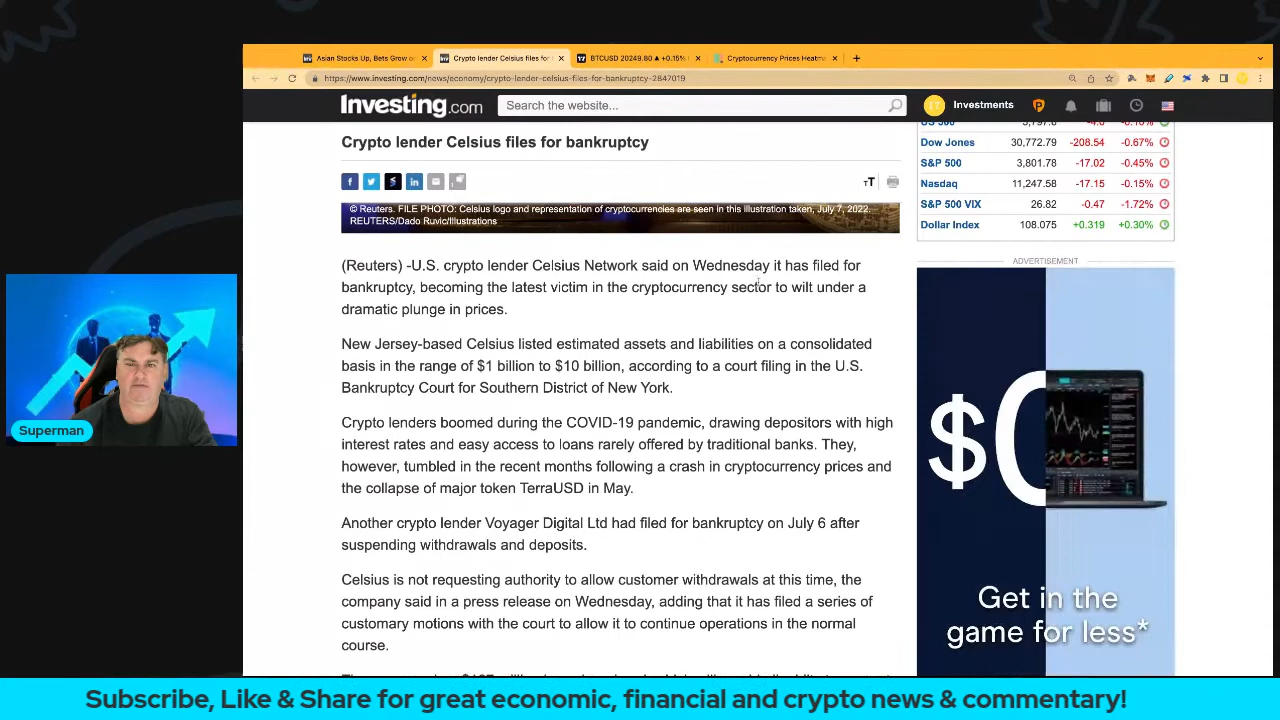 Asian Stocks Up, Bets Grow o
Crypto lender Celsius files for
BTCUSD 20249.80 ▲ +0.15%
Cryptocurrency Prices Heatma
https://www.investing.com/news/economy/crypto-lender-celsius-files-for-bankruptcy-2847019
Investing.com
Search the website...
Investments
Crypto lender Celsius files for bankruptcy
© Reuters. FILE PHOTO: Celsius logo and representation of cryptocurrencies are seen in this illustration taken, July 7, 2022.
REUTERS/Dado Ruvic/Illustrations
(Reuters) -U.S. crypto lender Celsius Network said on Wednesday it has filed for
bankruptcy, becoming the latest victim in the cryptocurrency sector to wilt under a
dramatic plunge in prices.
New Jersey-based Celsius listed estimated assets and liabilities on a consolidated
basis in the range of $1 billion to $10 billion, according to a court filing in the U.S.
Bankruptcy Court for Southern District of New York.
Crypto lenders boomed during the COVID-19 pandemic, drawing depositors with high
interest rates and easy access to loans rarely offered by traditional banks. They,
however, tumbled in the recent months following a crash in cryptocurrency prices and
the collapse of major token TerraUSD in May.
Another crypto lender Voyager Digital Ltd had filed for bankruptcy on July 6 after
suspending withdrawals and deposits.
Celsius is not requesting authority to allow customer withdrawals at this time, the
company said in a press release on Wednesday, adding that it has filed a series of
customary motions with the court to allow it to continue operations in the normal
course.
Dow Jones 30,772.79 -208.54 -0.67%
S&P 500 3,801.78 -17.02 -0.45%
Nasdaq 11,247.58 -17.15 -0.15%
S&P 500 VIX 26.82 -0.47 -1.72%
Dollar Index 108.075 +0.319 +0.30%
ADVERTISEMENT
$0
Get in the
game for less*
Superman
Subscribe, Like & Share for great economic, financial and crypto news & commentary!